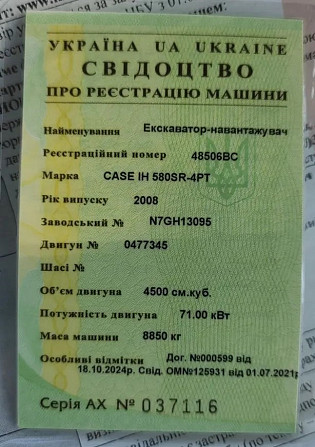 УКРАЇНА UA UKRAINE
СВІДОЦТВО
ПРО РЕЄСТРАЦІЮ МАШИНИ
Найменування Екскаватор-навантажувач
Реєстраційний номер 48506ВС
Марка CASE IH 580SR-4PT
Рік випуску 2008
Заводський № N7GH13095
Двигун № 0477345
Шасі №
Об'єм двигуна 4500 см.куб.
Потужність двигуна 71.00 кВт
Маса машини 8850 кг
Особливі відмітки Дог. №000599 від
18.10.2024р. Свід. ОМ№125931 від 01.07.2021р
Серія АХ № 037116